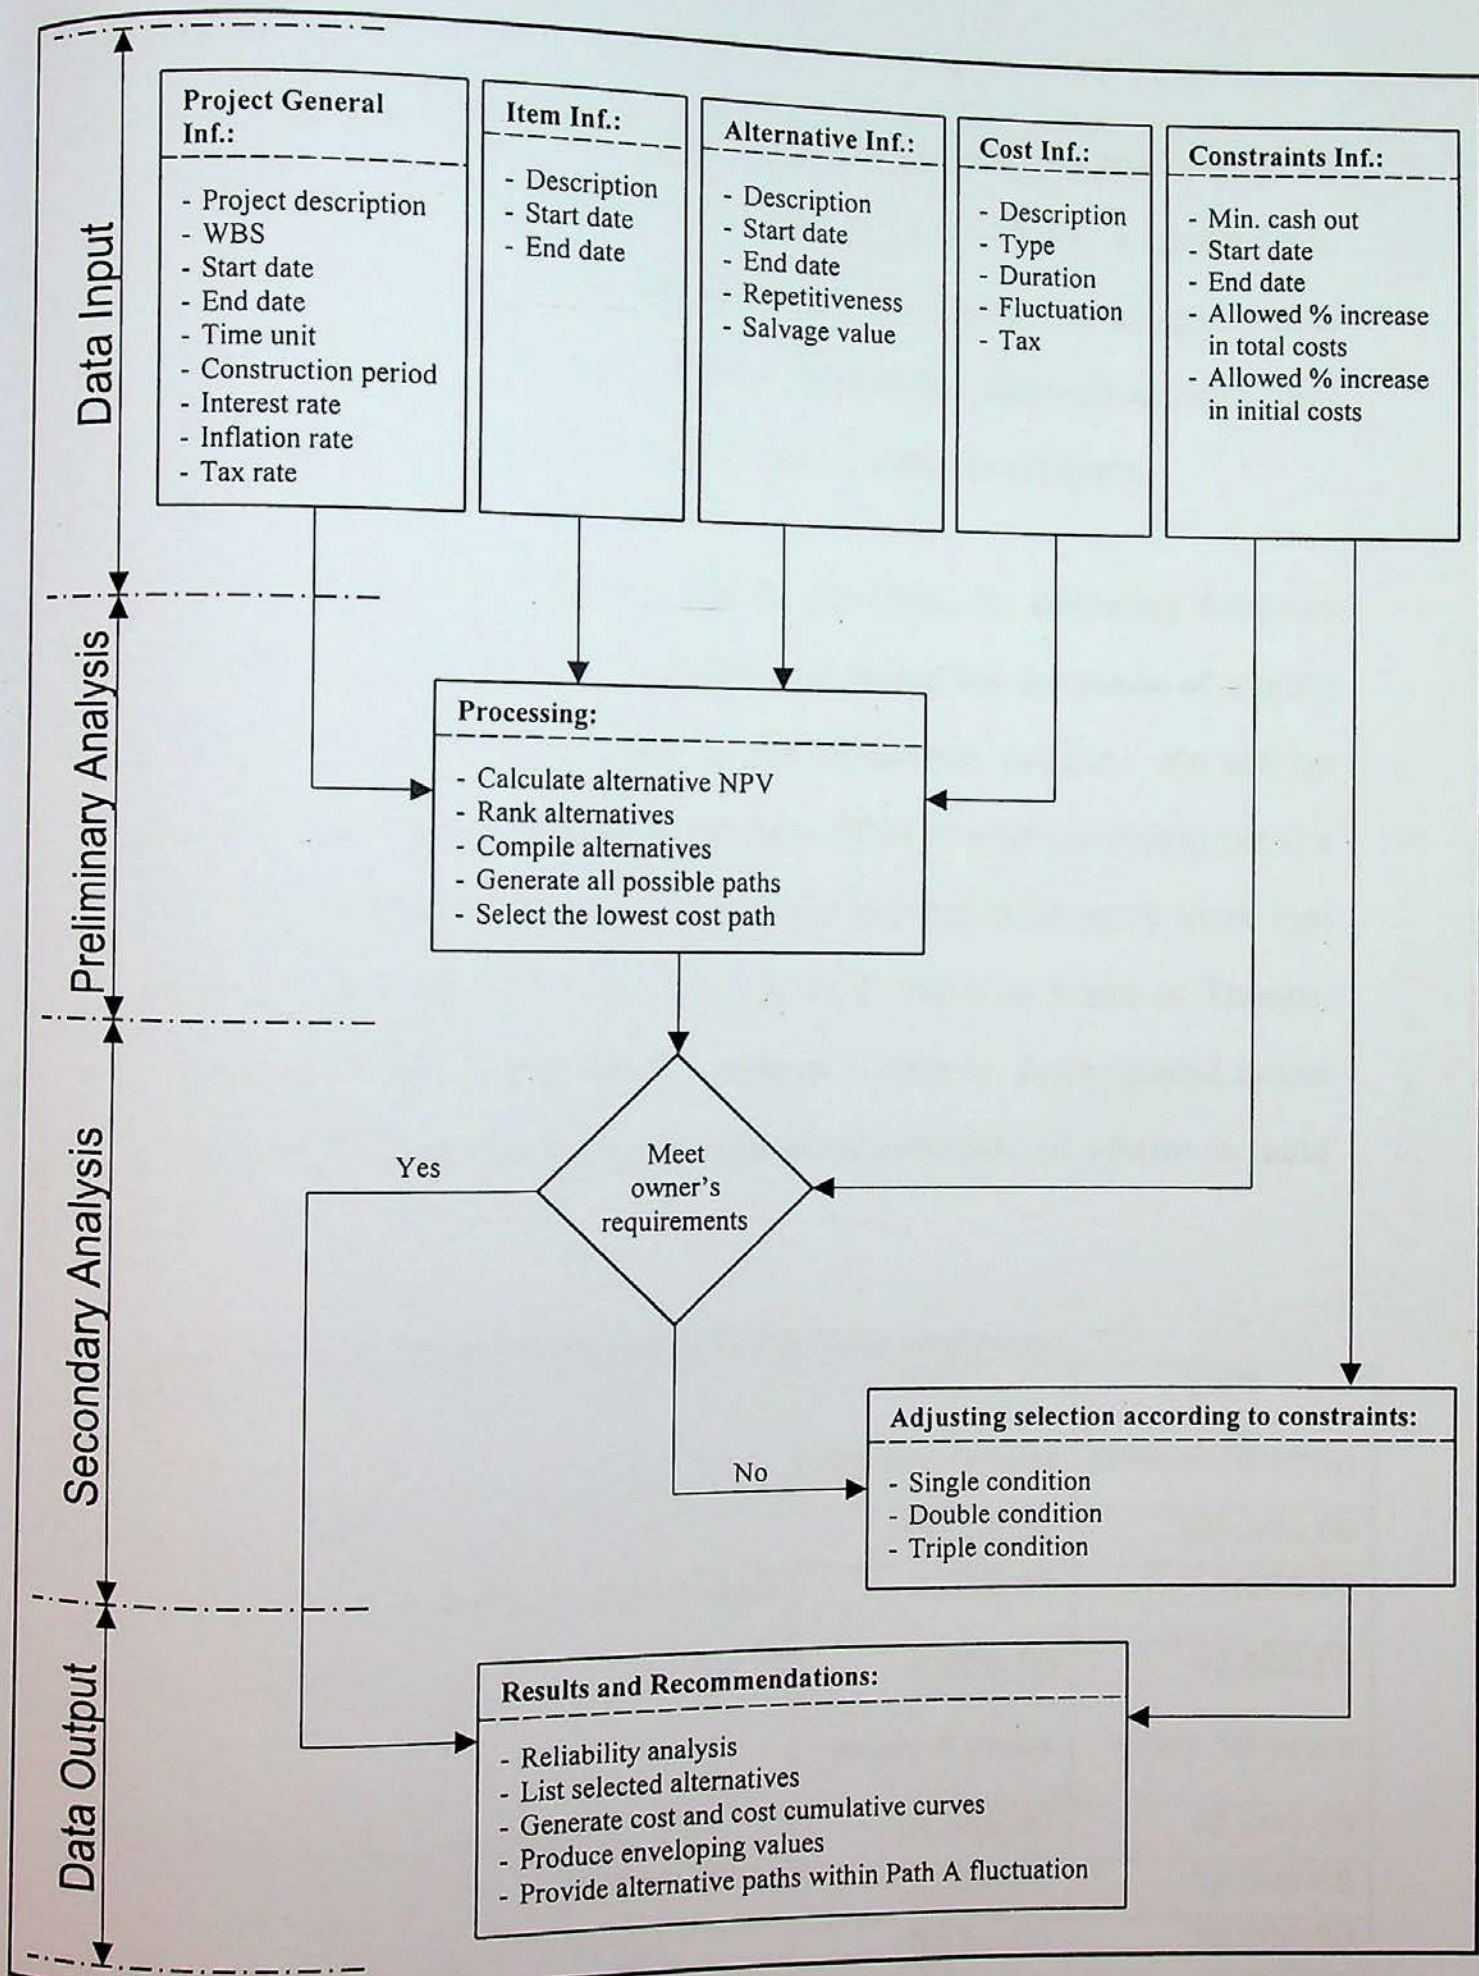 Data Input
Project General
Inf.:
- Project description
- WBS
- Start date
- End date
- Time unit
- Construction period
- Interest rate
- Inflation rate
- Tax rate
Item Inf.:
- Description
- Start date
- End date
Alternative Inf.:
- Description
- Start date
- End date
- Repetitiveness
- Salvage value
Cost Inf.:
- Description
- Type
- Duration
- Fluctuation
- Tax
Constraints Inf.:
- Min. cash out
- Start date
- End date
- Allowed % increase
in total costs
- Allowed % increase
in initial costs
Preliminary Analysis
Processing:
- Calculate alternative NPV
- Rank alternatives
- Compile alternatives
- Generate all possible paths
- Select the lowest cost path
Secondary Analysis
Yes
Meet
owner's
requirements
No
Adjusting selection according to constraints:
- Single condition
- Double condition
- Triple condition
Data Output
Results and Recommendations:
- Reliability analysis
- List selected alternatives
- Generate cost and cost cumulative curves
- Produce enveloping values
- Provide alternative paths within Path A fluctuation